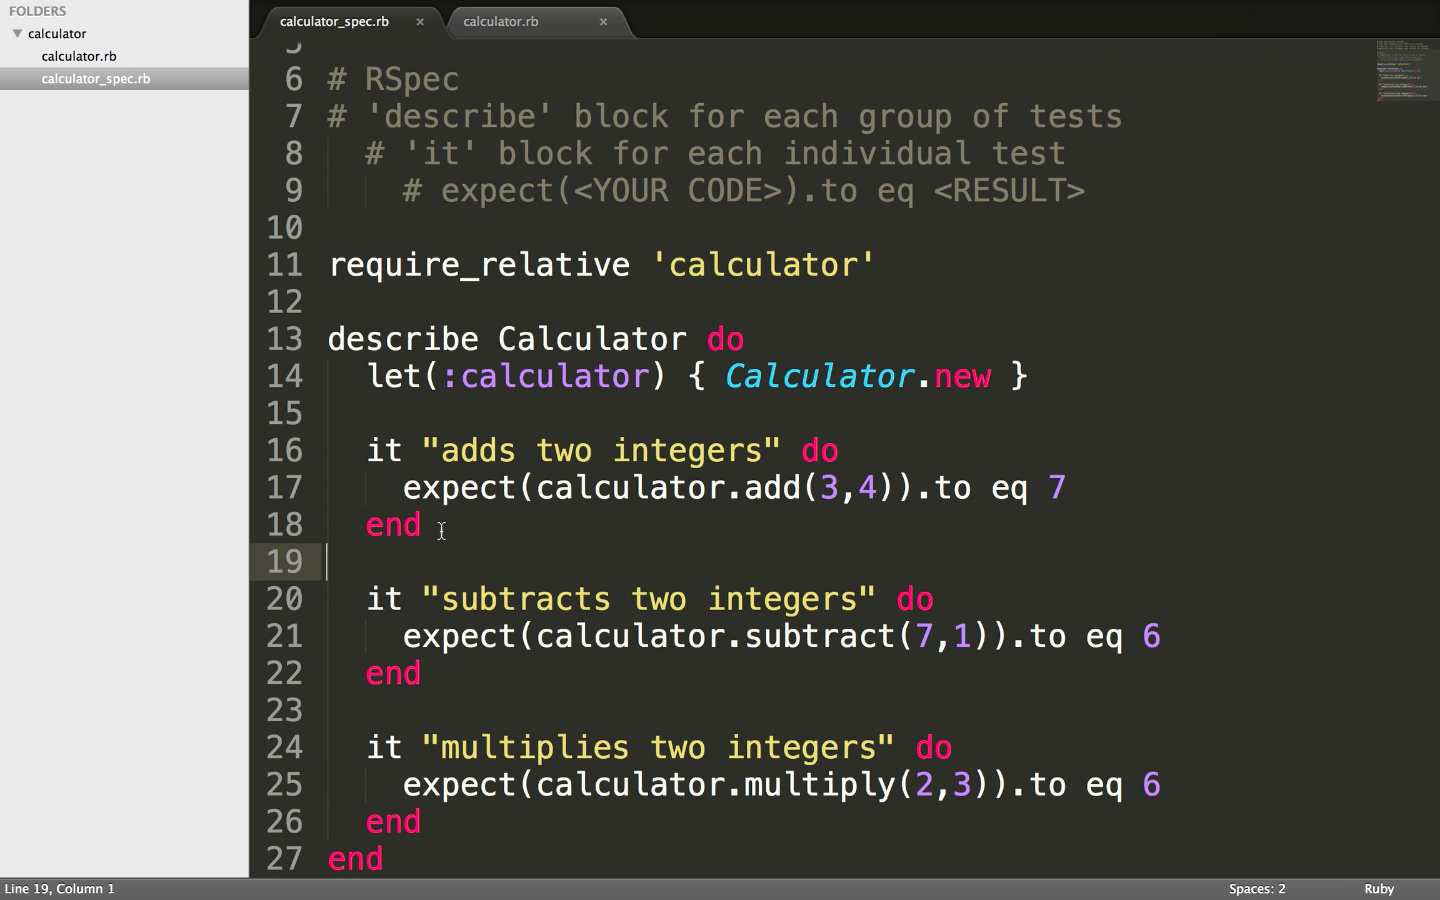 FOLDERS
calculator
calculator.rb
calculator_spec.rb
calculator_spec.rb ×
calculator.rb ×
5
6 # RSpec
7 # 'describe' block for each group of tests
8 # 'it' block for each individual test
9 # expect(<YOUR CODE>).to eq <RESULT>
10
11 require_relative 'calculator'
12
13 describe Calculator do
14 let(:calculator) { Calculator.new }
15
16 it "adds two integers" do
17 expect(calculator.add(3,4)).to eq 7
18 end
19
20 it "subtracts two integers" do
21 expect(calculator.subtract(7,1)).to eq 6
22 end
23
24 it "multiplies two integers" do
25 expect(calculator.multiply(2,3)).to eq 6
26 end
27 end
Line 19, Column 1
Spaces: 2
Ruby